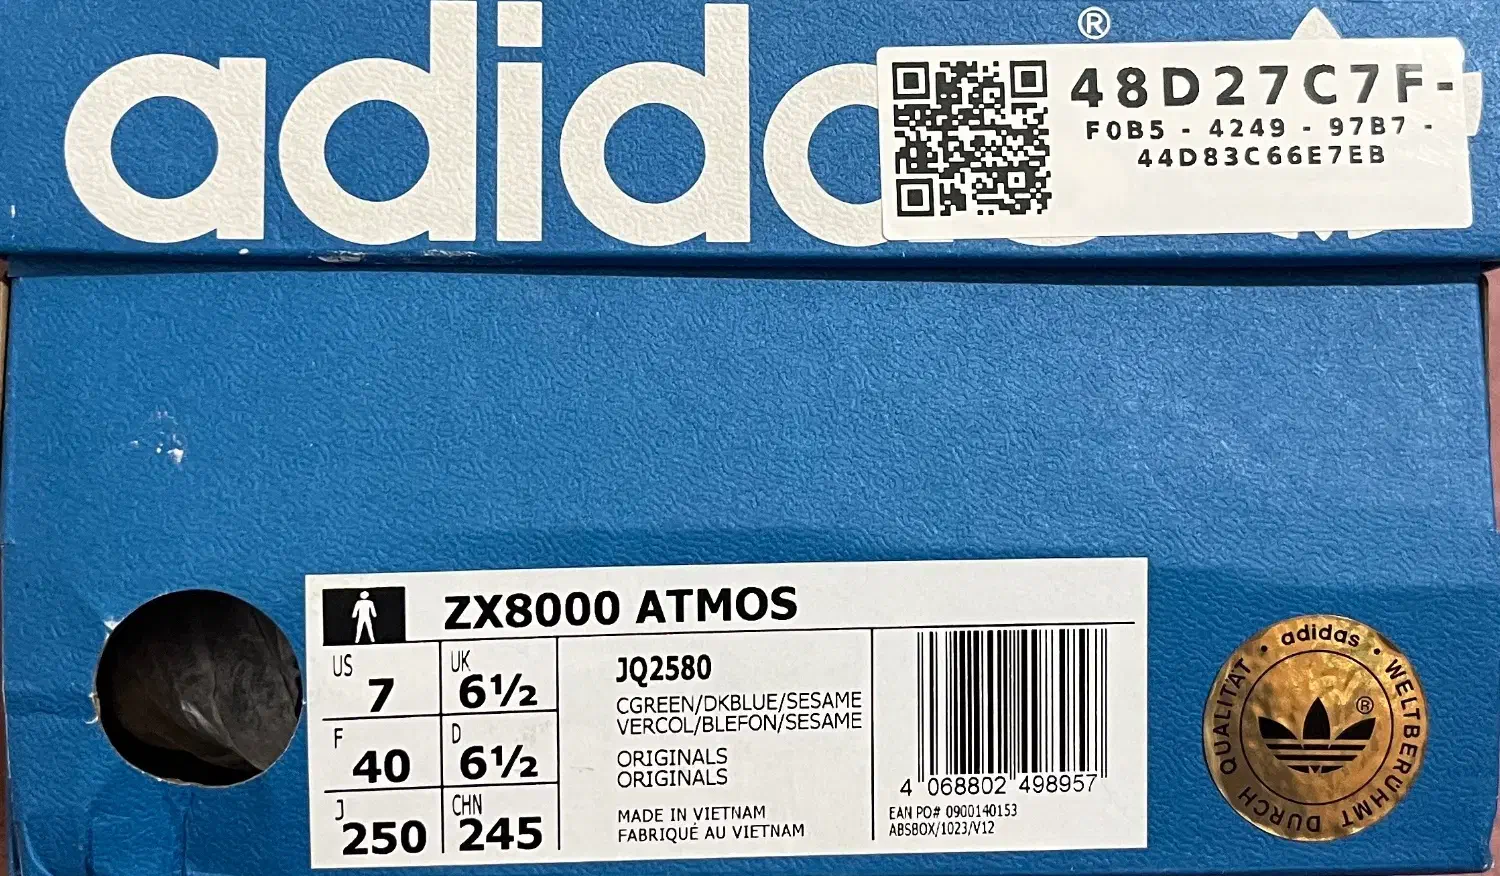 adidas
®
48D27C7F-
F0B5 - 4249 - 97B7 -
44D83C66E7EB
ZX8000 ATMOS
US
7
UK
6½
F
40
D
6½
J
250
CHN
245
JQ2580
CGREEN/DKBLUE/SESAME
VERCOL/BLEFON/SESAME
ORIGINALS
ORIGINALS
MADE IN VIETNAM
FABRIQUÉ AU VIETNAM
4 068802 498957
EAN PO# 0900140153
ABSBOX/1023/V12
• adidas •
WELTBERÜHMT DURCH QUALITÄT
®